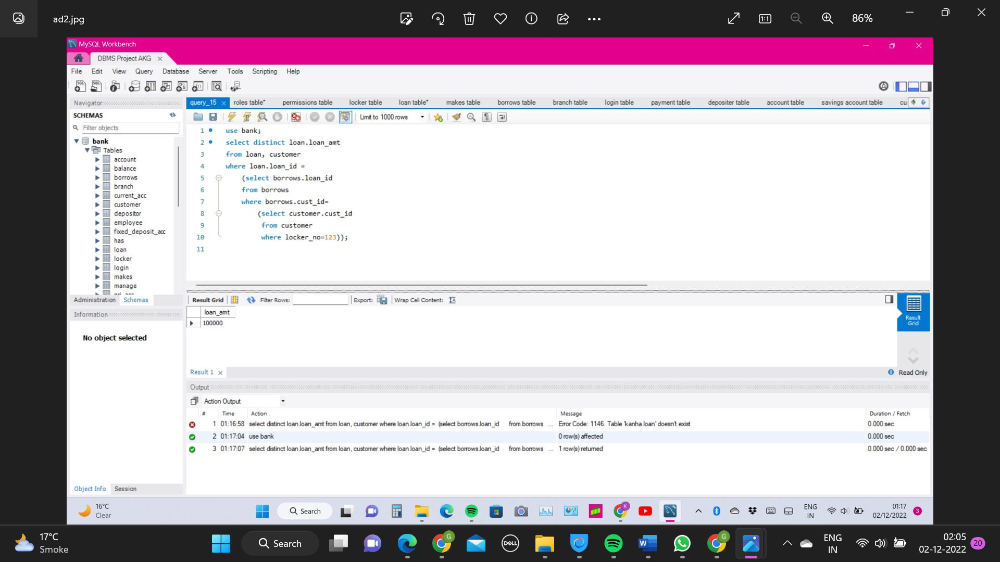 ad2.jpg
86%
MySQL Workbench
DBMS Project AKG
File Edit View Query Database Server Tools Scripting Help
Navigator
query_15 roles table* permissions table locker table loan table* makes table borrows table branch table login table payment table depositer table account table savings account table cu
SCHEMAS
Limit to 1000 rows
Filter objects
bank
Tables
account
balance
borrows
branch
current_acc
customer
depositor
employee
fixed_deposit_acc
has
loan
locker
login
makes
manage
1 use bank;
2 select distinct loan.loan_amt
3 from loan, customer
4 where loan.loan_id =
5 (select borrows.loan_id
6 from borrows
7 where borrows.cust_id=
8 (select customer.cust_id
9 from customer
10 where locker_no=123));
11
Administration Schemas
Information
No object selected
Object Info Session
Result Grid Filter Rows: Export: Wrap Cell Content:
loan_amt
100000
Result
Grid
Result 1
Read Only
Output
Action Output
# Time Action Message Duration / Fetch
1 01:16:58 select distinct loan.loan_amt from loan, customer where loan.loan_id = (select borrows.loan_id from borrows ... Error Code: 1146. Table 'kanha.loan' doesn't exist 0.000 sec
2 01:17:04 use bank 0 row(s) affected 0.000 sec
3 01:17:07 select distinct loan.loan_amt from loan, customer where loan.loan_id = (select borrows.loan_id from borrows ... 1 row(s) returned 0.000 sec / 0.000 sec
16°C
Clear
Search
K
ENG
IN
01:17
02/12/2022
3
17°C
Smoke
Search
G
DELL
W
G
ENG
IN
02:05
02-12-2022
20